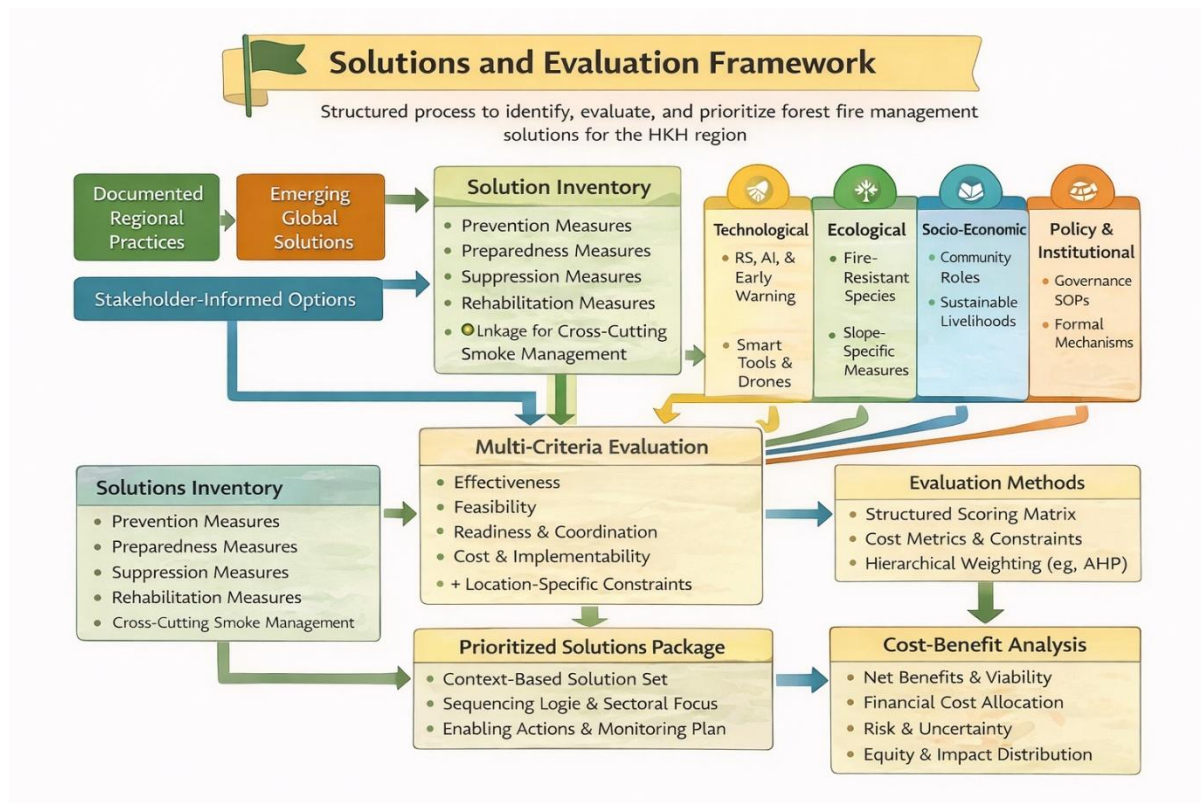 Solutions and Evaluation Framework
Structured process to identify, evaluate, and prioritize forest fire management
solutions for the HKH region
Documented
Regional
Practices
Emerging
Global
Solutions
Stakeholder-Informed Options
Solution Inventory
• Prevention Measures
• Preparedness Measures
• Suppression Measures
• Rehabilitation Measures
• Lnkage for Cross-Cutting
Smoke Management
Technological
• RS, AI, &
Early
Warning
• Smart
Tools &
Drones
Ecological
• Fire-
Resistant
Species
• Slope-
Specific
Measures
Socio-Economic
• Community
Roles
• Sustainable
Livelihoods
Policy &
Institutional
• Governance
SOPs
• Formal
Mechanisms
Multi-Criteria Evaluation
• Effectiveness
• Feasibility
• Readiness & Coordination
• Cost & Implementability
• + Location-Specific Constraints
Solutions Inventory
• Prevention Measures
• Preparedness Measures
• Suppression Measures
• Rehabilitation Measures
• Cross-Cutting Smoke Management
Evaluation Methods
• Structured Scoring Matrix
• Cost Metrics & Constraints
• Hierarchical Weighting (eg, AHP)
Prioritized Solutions Package
• Context-Based Solution Set
• Sequencing Logie & Sectoral Focus
• Enabling Actions & Monitoring Plan
Cost-Benefit Analysis
• Net Benefits & Viability
• Financial Cost Allocation
• Risk & Uncertainty
• Equity & Impact Distribution